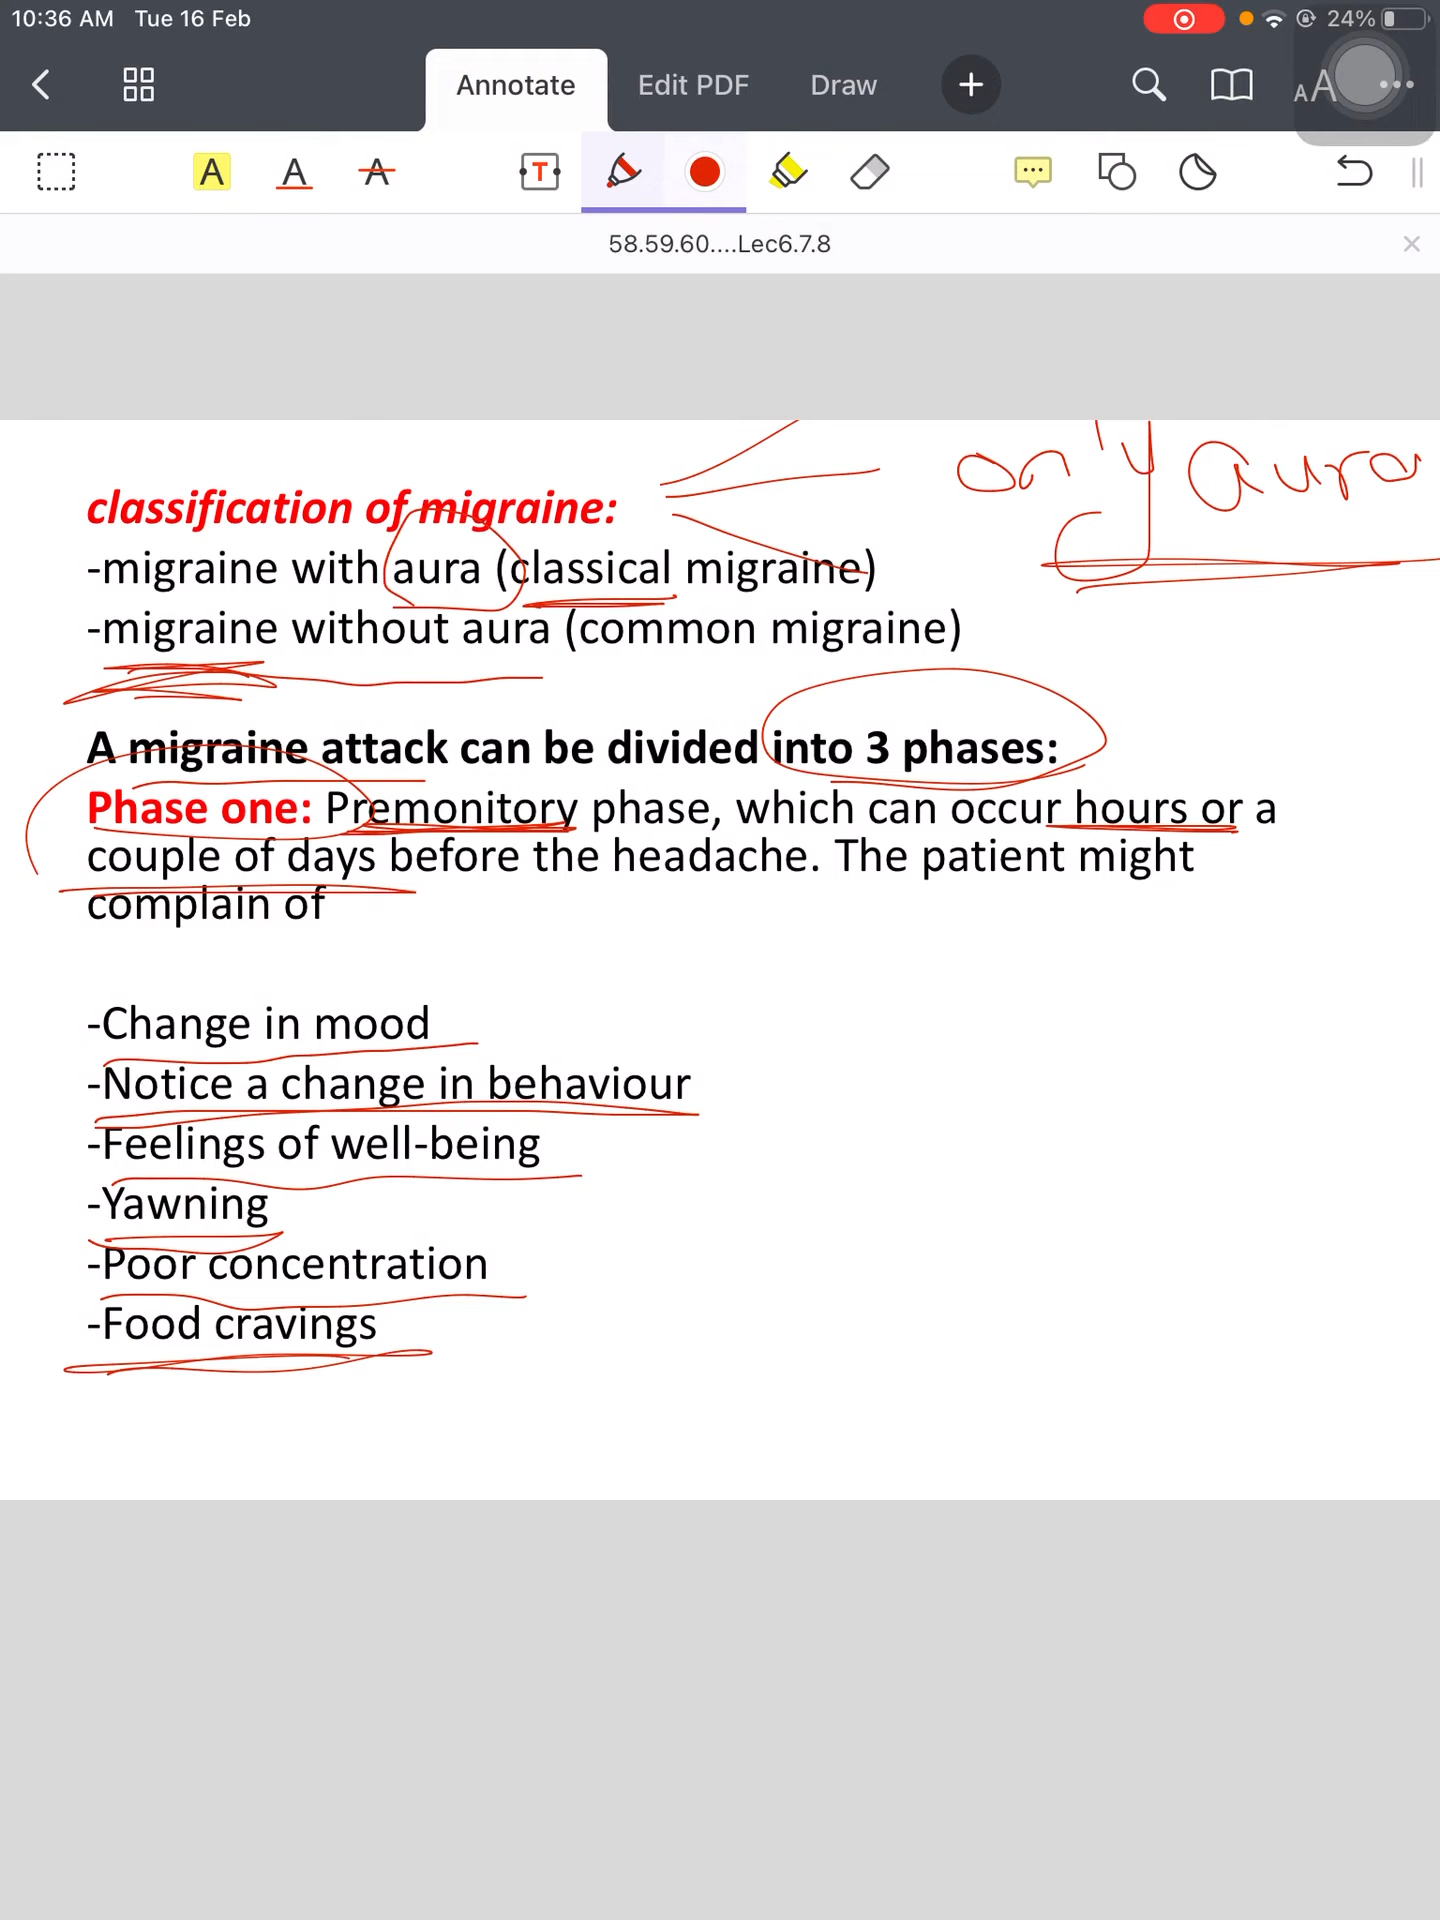 10:36 AM Tue 16 Feb
24%
Annotate Edit PDF Draw
AA
A A A T
58.59.60....Lec6.7.8
only aura
classification of migraine:
-migraine with aura (classical migraine)
-migraine without aura (common migraine)
A migraine attack can be divided into 3 phases:
Phase one: Premonitory phase, which can occur hours or a
couple of days before the headache. The patient might
complain of
-Change in mood
-Notice a change in behaviour
-Feelings of well-being
-Yawning
-Poor concentration
-Food cravings